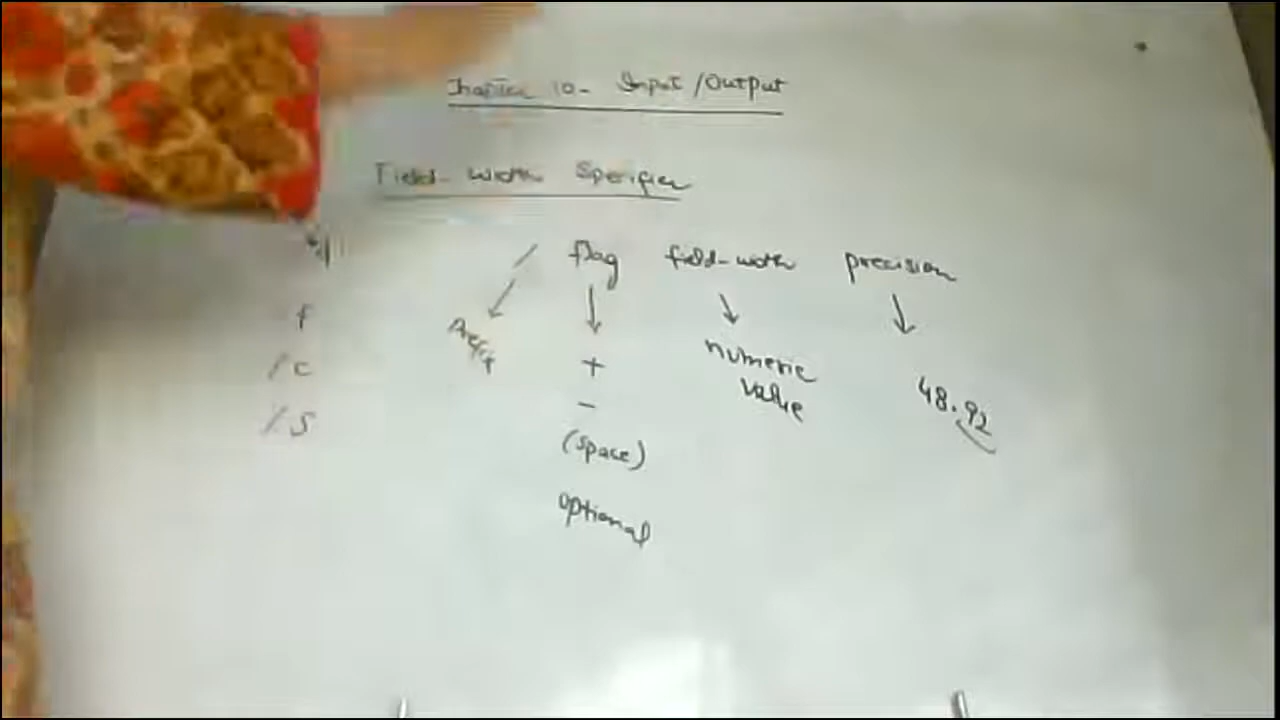 Chapter 10- Input /Output
Field-width Specifier
/ flag field-width precision
f
Prefix + numeric
value 48.92
/c
-
/s
(space)
optional